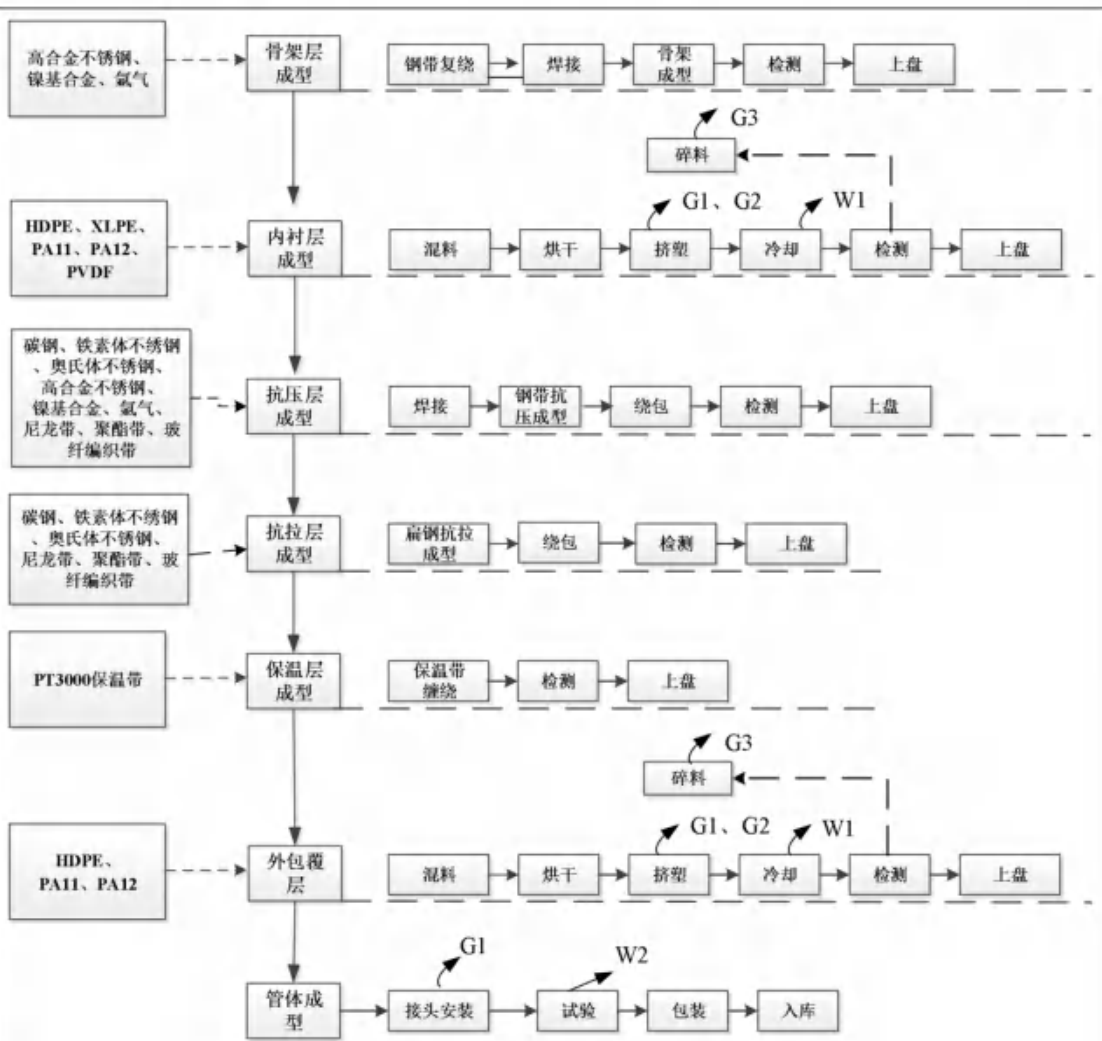 高合金不锈钢、
镍基合金、氩气
骨架层
成型
钢带复绕
焊接
骨架
成型
检测
上盘
G3
碎料
HDPE、XLPE、
PA11、PA12、
PVDF
内衬层
成型
G1、G2
W1
混料
烘干
挤塑
冷却
检测
上盘
碳钢、铁素体不绣钢
、奥氏体不锈钢、
高合金不锈钢、
镍基合金、氩气、
尼龙带、聚酯带、玻
纤编织带
抗压层
成型
焊接
钢带抗
压成型
绕包
检测
上盘
碳钢、铁素体不绣钢
、奥氏体不锈钢、
尼龙带、聚酯带、玻
纤编织带
抗拉层
成型
扁钢抗拉
成型
绕包
检测
上盘
PT3000保温带
保温层
成型
保温带
缠绕
检测
上盘
G3
碎料
HDPE、
PA11、PA12
外包覆
层
G1、G2
W1
混料
烘干
挤塑
冷却
检测
上盘
管体成
型
G1
W2
接头安装
试验
包装
入库